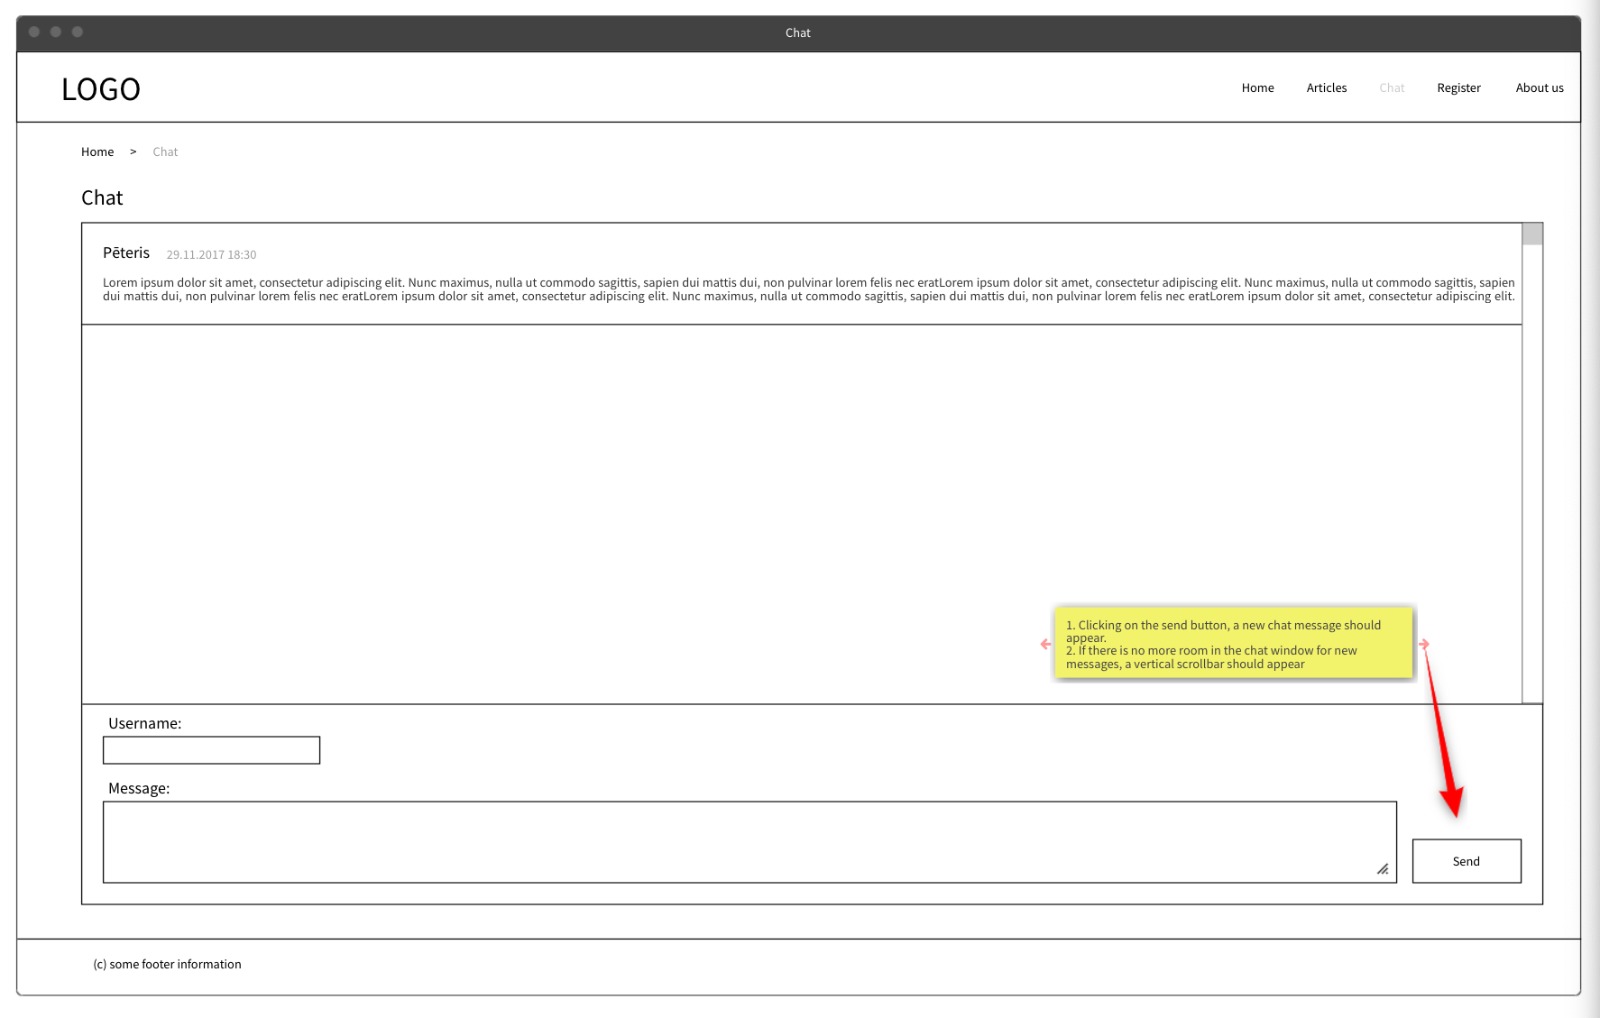 Chat
LOGO
Home Articles Chat Register About us
Home > Chat
Chat
Pēteris 29.11.2017 18:30
Lorem ipsum dolor sit amet, consectetur adipiscing elit. Nunc maximus, nulla ut commodo sagittis, sapien dui mattis dui, non pulvinar lorem felis nec eratLorem ipsum dolor sit amet, consectetur adipiscing elit. Nunc maximus, nulla ut commodo sagittis, sapien
dui mattis dui, non pulvinar lorem felis nec eratLorem ipsum dolor sit amet, consectetur adipiscing elit. Nunc maximus, nulla ut commodo sagittis, sapien dui mattis dui, non pulvinar lorem felis nec eratLorem ipsum dolor sit amet, consectetur adipiscing elit.
1. Clicking on the send button, a new chat message should
appear.
2. If there is no more room in the chat window for new
messages, a vertical scrollbar should appear
Username:
Message:
Send
(c) some footer information